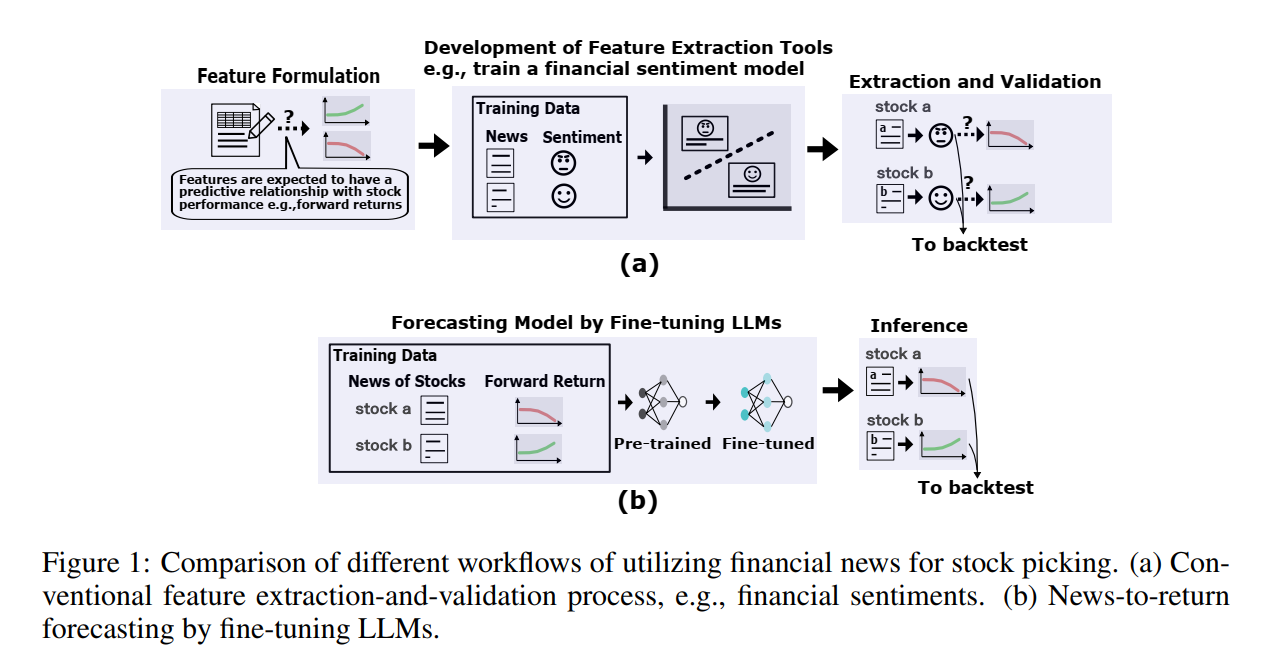 Feature Formulation
?
Features are expected to have a
predictive relationship with stock
performance e.g.,forward returns
Development of Feature Extraction Tools
e.g., train a financial sentiment model
Training Data
News Sentiment
Extraction and Validation
stock a
a ?
stock b
b ?
To backtest
(a)
Forecasting Model by Fine-tuning LLMs
Training Data
News of Stocks Forward Return
stock a
stock b
Pre-trained Fine-tuned
Inference
stock a
a
stock b
b
To backtest
(b)
Figure 1: Comparison of different workflows of utilizing financial news for stock picking. (a) Con-
ventional feature extraction-and-validation process, e.g., financial sentiments. (b) News-to-return
forecasting by fine-tuning LLMs.